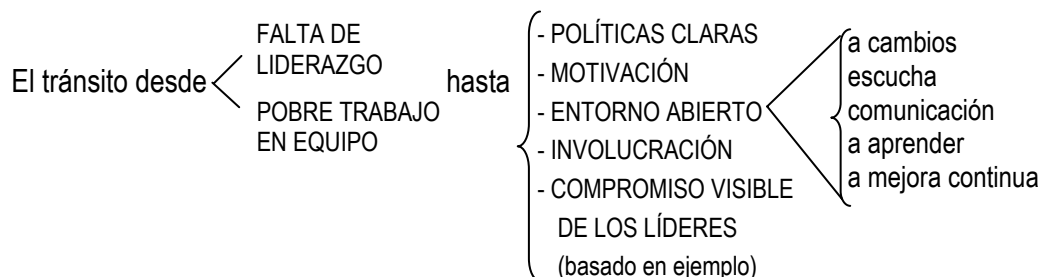 El tránsito desde
FALTA DE
LIDERAZGO
POBRE TRABAJO
EN EQUIPO
hasta
- POLÍTICAS CLARAS
- MOTIVACIÓN
- ENTORNO ABIERTO
- INVOLUCRACIÓN
- COMPROMISO VISIBLE
DE LOS LÍDERES
(basado en ejemplo)
a cambios
escucha
comunicación
a aprender
a mejora continua